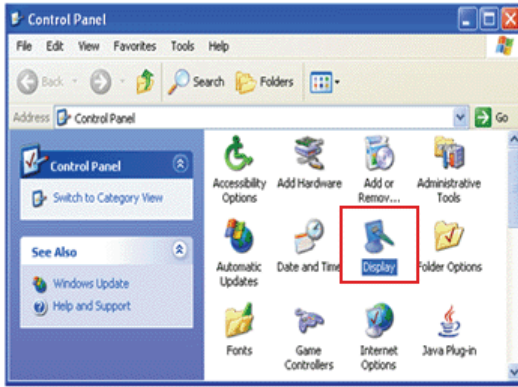 Control Panel
File Edit View Favorites Tools Help
Back Search Folders
Address Control Panel Go
Control Panel
Switch to Category View
See Also
Windows Update
Help and Support
Accessibility Options
Add Hardware
Add or Remov...
Administrative Tools
Automatic Updates
Date and Time
Display
Folder Options
Fonts
Game Controllers
Internet Options
Java Plug-in